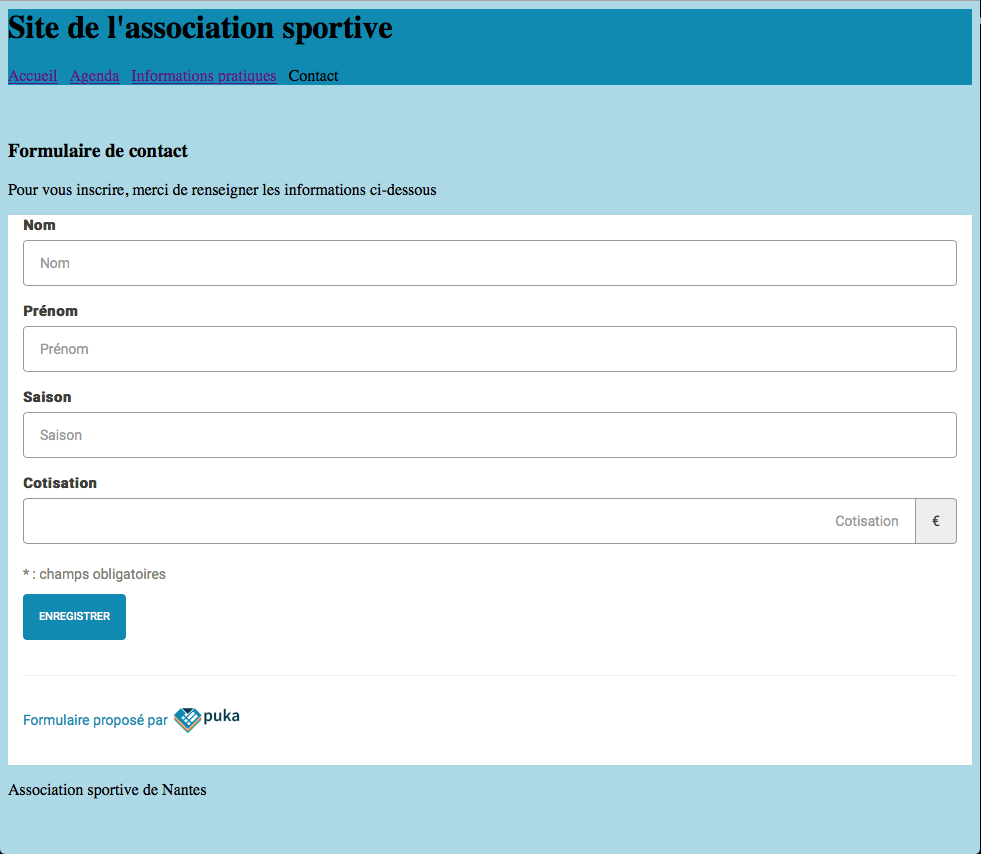 Site de l'association sportive
Accueil Agenda Informations pratiques Contact
Formulaire de contact
Pour vous inscrire, merci de renseigner les informations ci-dessous
Nom
Nom
Prénom
Prénom
Saison
Saison
Cotisation
Cotisation €
* : champs obligatoires
ENREGISTRER
Formulaire proposé par puka
Association sportive de Nantes